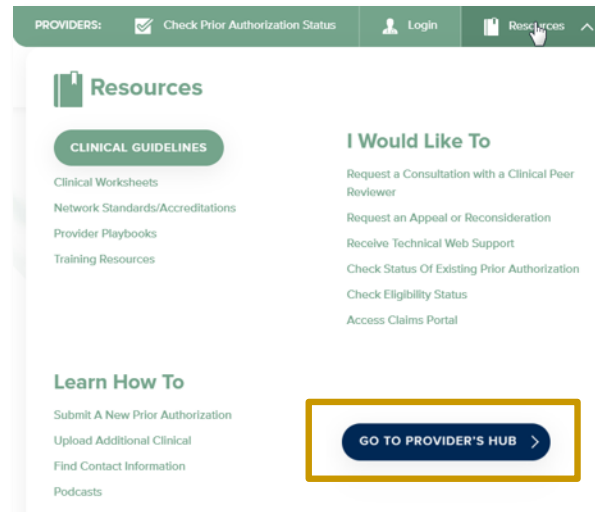 PROVIDERS: Check Prior Authorization Status Login Resources
Resources
CLINICAL GUIDELINES
Clinical Worksheets
Network Standards/Accreditations
Provider Playbooks
Training Resources
I Would Like To
Request a Consultation with a Clinical Peer
Reviewer
Request an Appeal or Reconsideration
Receive Technical Web Support
Check Status Of Existing Prior Authorization
Check Eligibility Status
Access Claims Portal
Learn How To
Submit A New Prior Authorization
Upload Additional Clinical
Find Contact Information
Podcasts
GO TO PROVIDER'S HUB